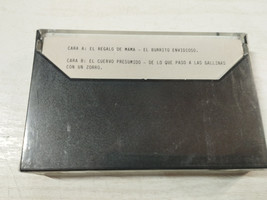 CARA A: EL REGALO DE MAMA - EL BURRITO ENVIDIOSO.
CARA B: EL CUERVO PRESUMIDO - DE LO QUE PASO A LAS GALLINAS
CON UN ZORRO.